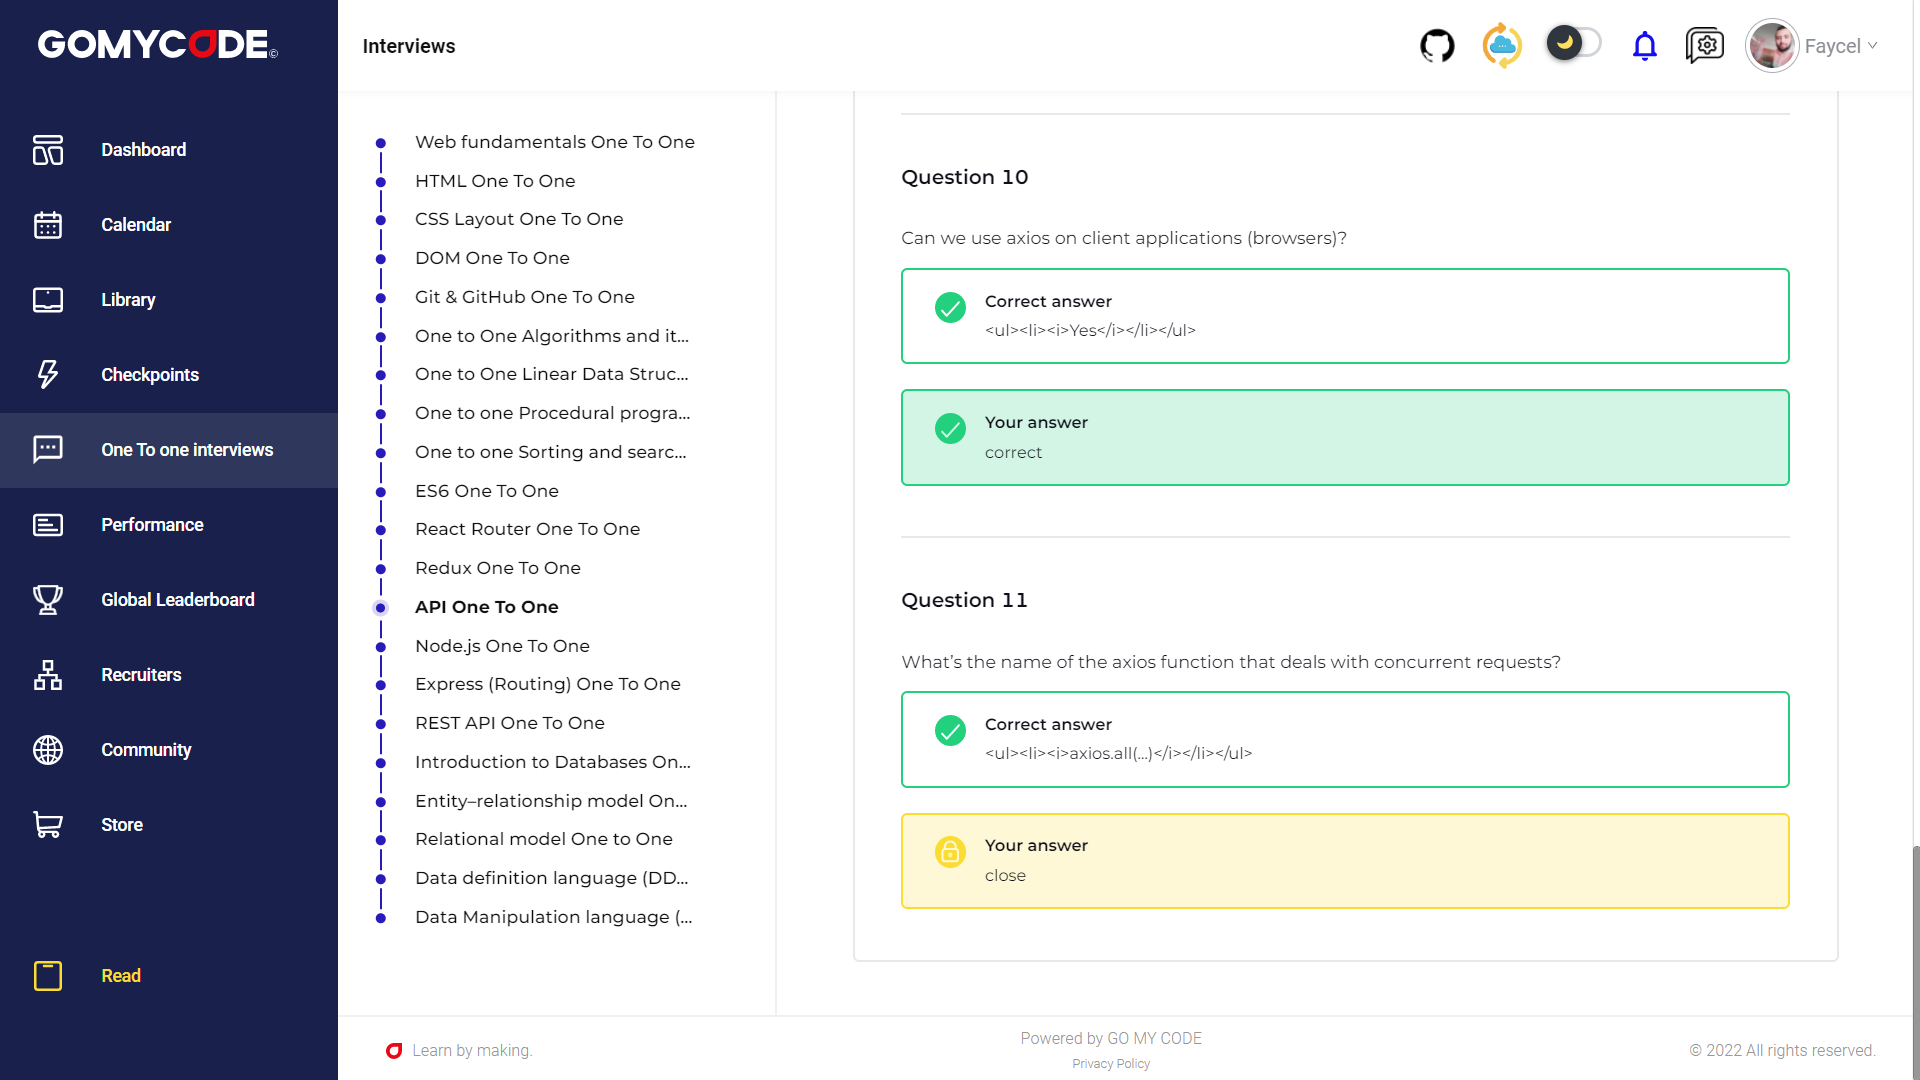 GOMYCODE©
Interviews
Faycel
Dashboard
Calendar
Library
Checkpoints
One To one interviews
Performance
Global Leaderboard
Recruiters
Community
Store
Read
Web fundamentals One To One
HTML One To One
CSS Layout One To One
DOM One To One
Git & GitHub One To One
One to One Algorithms and it...
One to One Linear Data Struc...
One to one Procedural progra...
One to one Sorting and searc...
ES6 One To One
React Router One To One
Redux One To One
API One To One
Node.js One To One
Express (Routing) One To One
REST API One To One
Introduction to Databases On...
Entity–relationship model On...
Relational model One to One
Data definition language (DD...
Data Manipulation language (...
Question 10
Can we use axios on client applications (browsers)?
Correct answer
<ul><li><i>Yes</i></li></ul>
Your answer
correct
Question 11
What's the name of the axios function that deals with concurrent requests?
Correct answer
<ul><li><i>axios.all(...)</i></li></ul>
Your answer
close
Learn by making.
Powered by GO MY CODE
Privacy Policy
© 2022 All rights reserved.